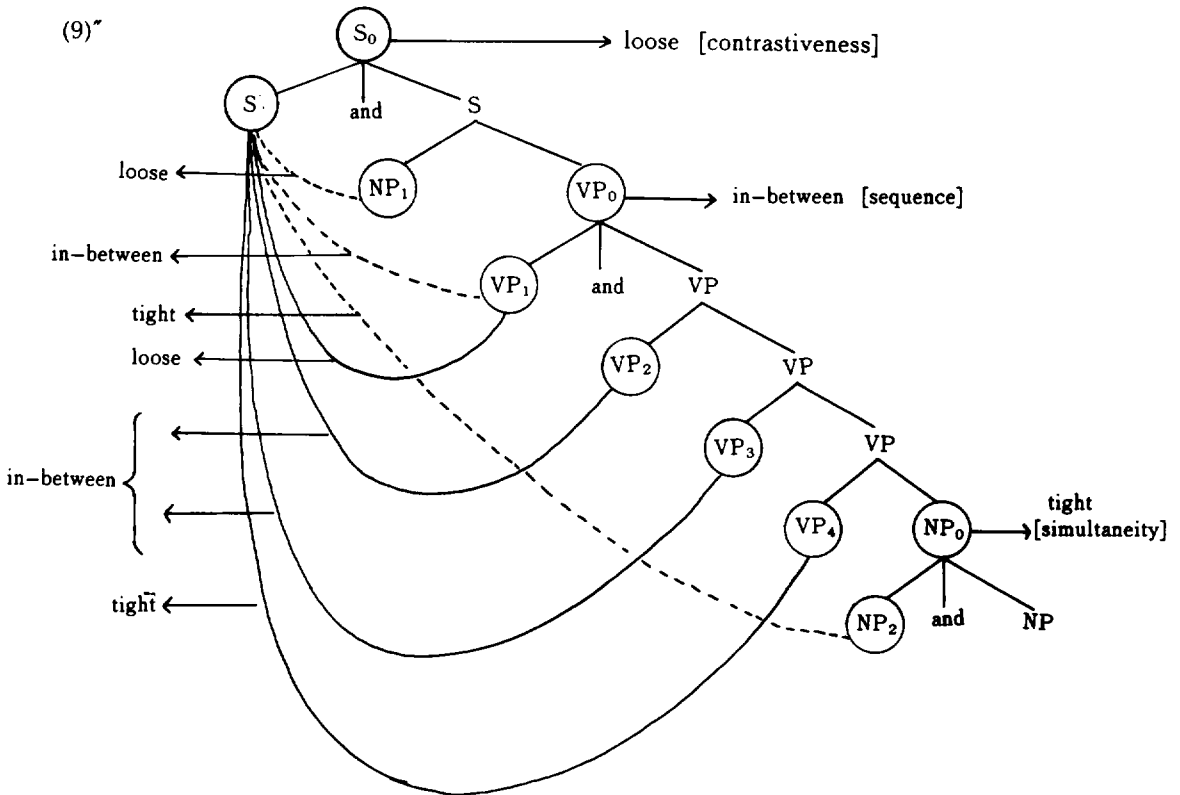 (9)″
S₀
loose [contrastiveness]
S
and
S
loose
NP₁
VP₀
in-between [sequence]
in-between
VP₁
and
VP
tight
loose
VP₂
VP
VP₃
VP
in-between
tight
VP₄
NP₀
[simultaneity]
tight
NP₂
and
NP